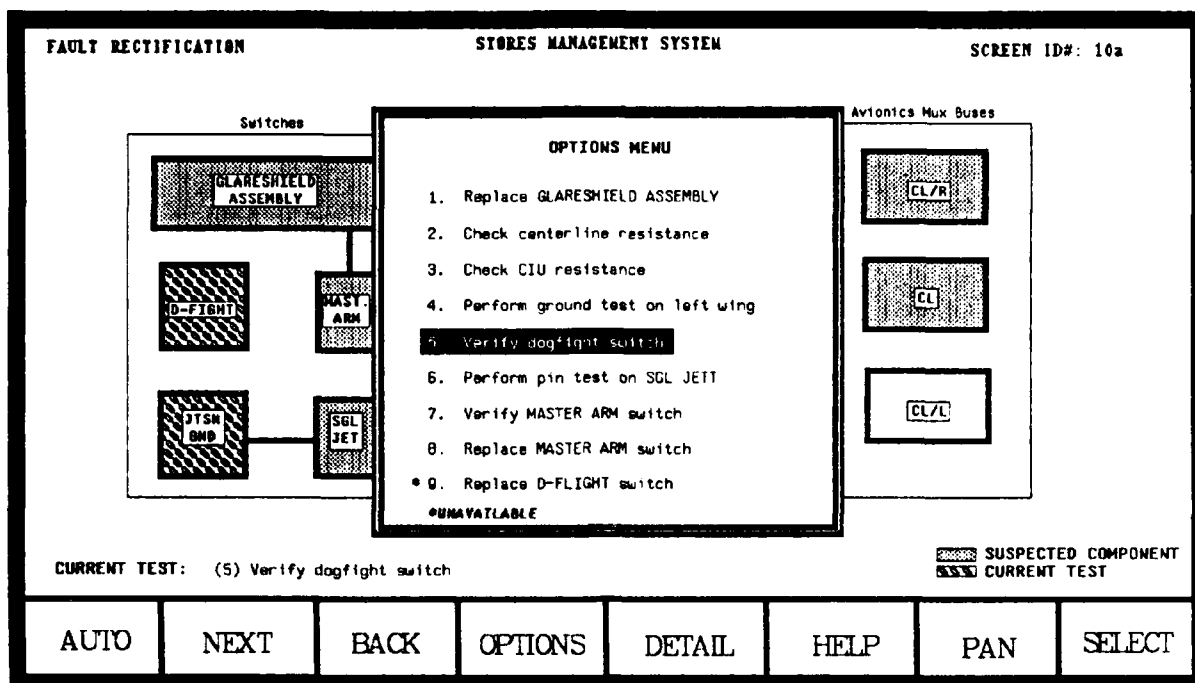 FAULT RECTIFICATION
STORES MANAGEMENT SYSTEM
SCREEN ID#: 10a
Switches
Avionics Mux Buses
GLARESHIELD
ASSEMBLY
D-FIGHT
MAST.
ARM
JTSN
GND
SGL
JET
OPTIONS MENU
1. Replace GLARESHIELD ASSEMBLY
2. Check centerline resistance
3. Check CIU resistance
4. Perform ground test on left wing
5. Verify dogfight switch
6. Perform pin test on SGL JETT
7. Verify MASTER ARM switch
8. Replace MASTER ARM switch
* 9. Replace D-FLIGHT switch
*UNAVAILABLE
CL/R
CL
CL/L
CURRENT TEST: (5) Verify dogfight switch
SUSPECTED COMPONENT
CURRENT TEST
AUTO
NEXT
BACK
OPTIONS
DETAIL
HELP
PAN
SELECT